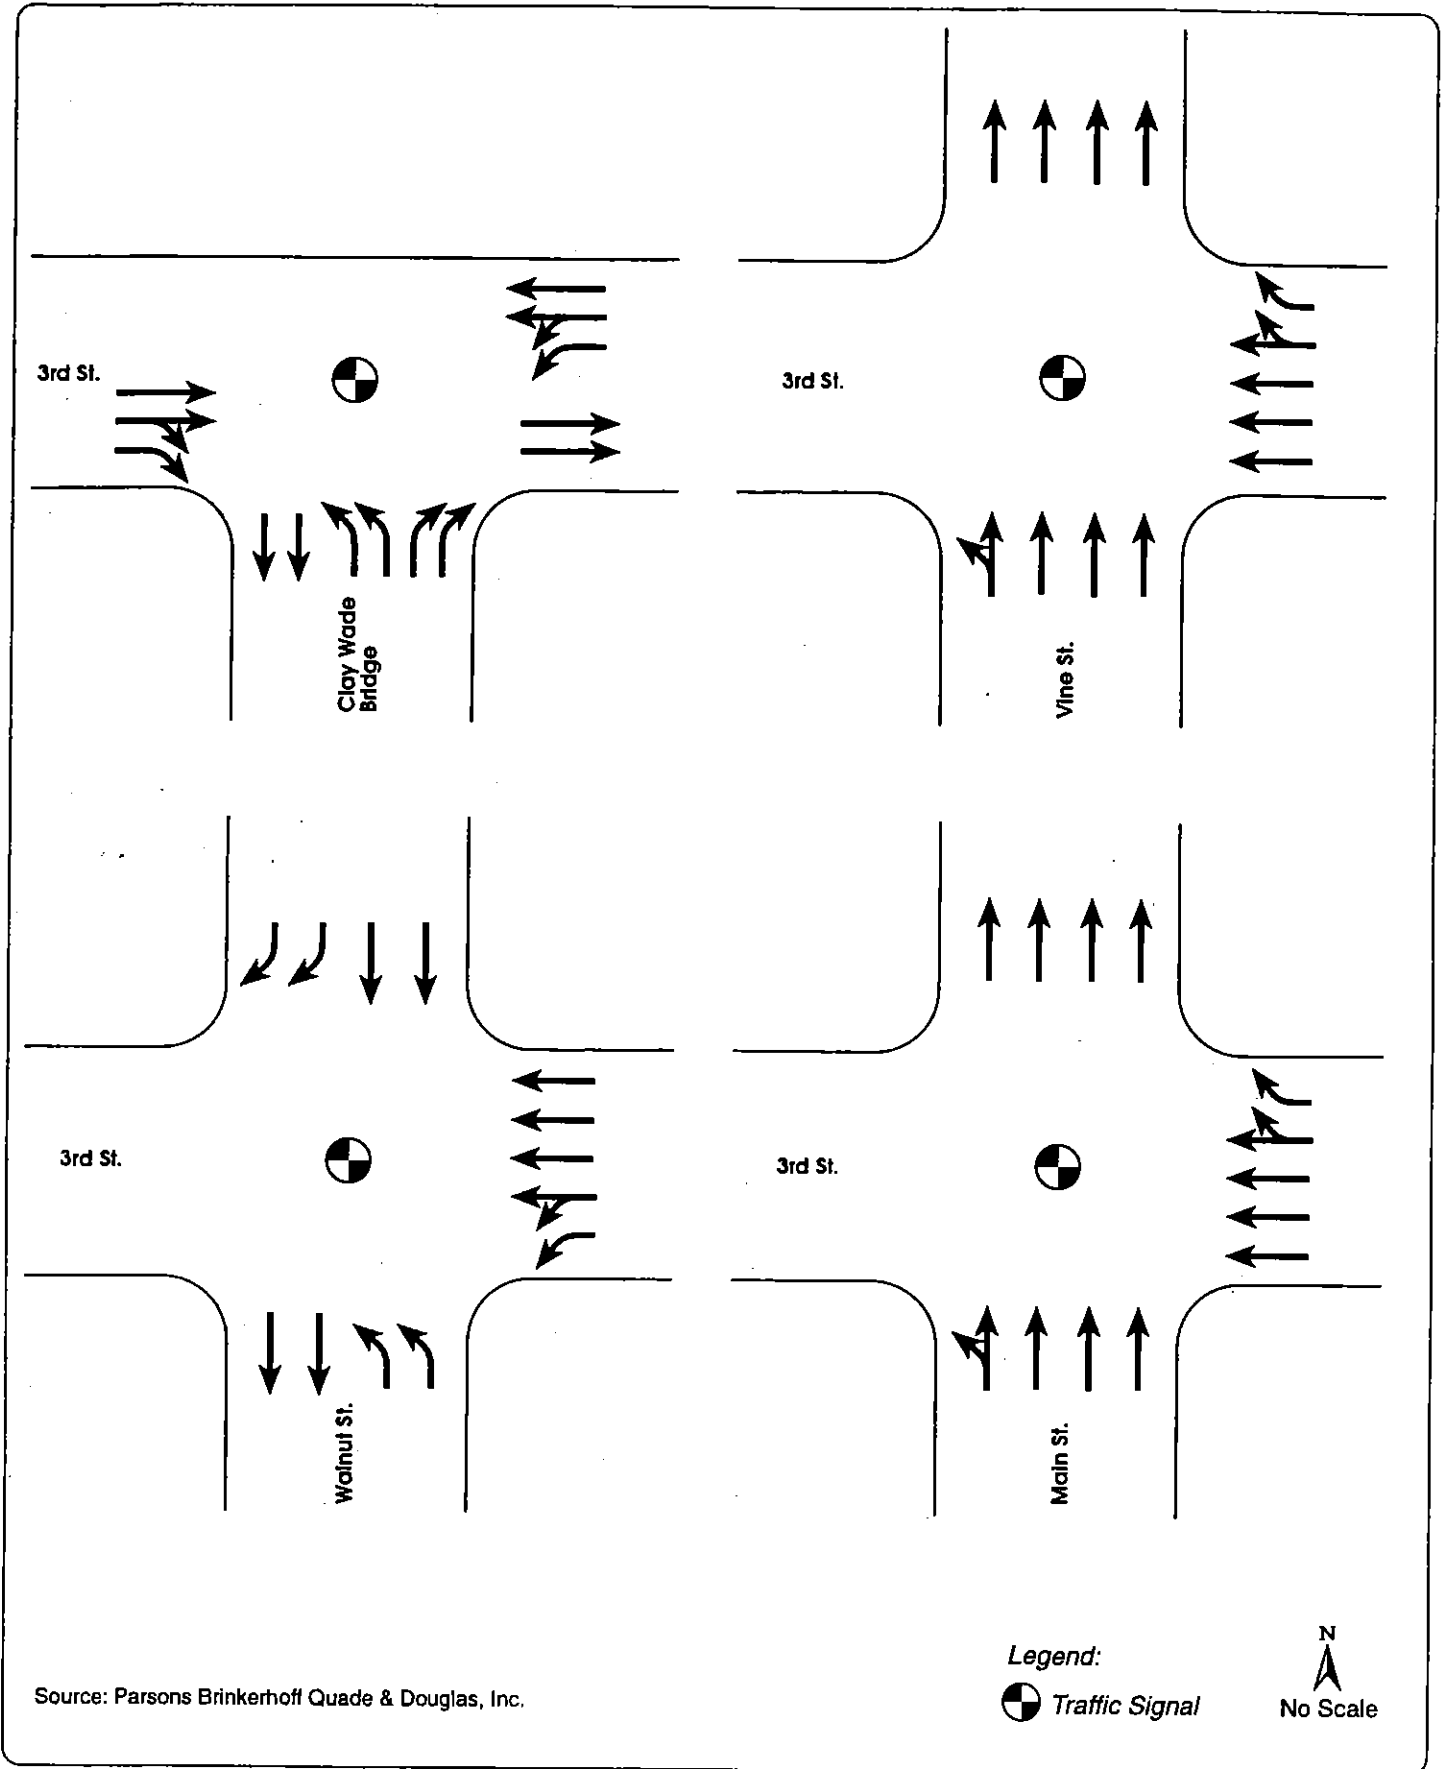 3rd St.
3rd St.
Clay Wade
Bridge
Vine St.
3rd St.
3rd St.
Walnut St.
Main St.
Legend:
Traffic Signal
N
No Scale
Source: Parsons Brinkerhoff Quade & Douglas, Inc.